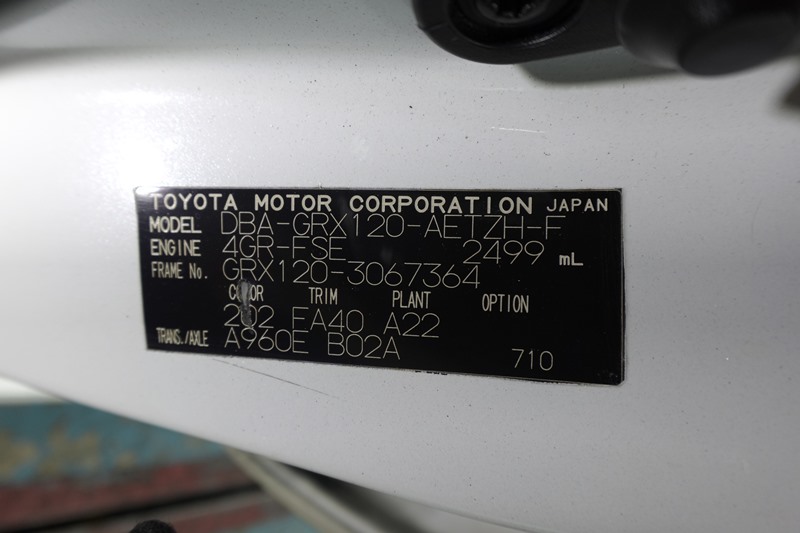 TOYOTA MOTOR CORPORATION JAPAN
MODEL DBA-GRX120-AETZH-F
ENGINE 4GR-FSE 2499 mL
FRAME No. GRX120-3067364
COLOR TRIM PLANT OPTION
202 FA40 A22
TRANS./AXLE A960E B02A 710